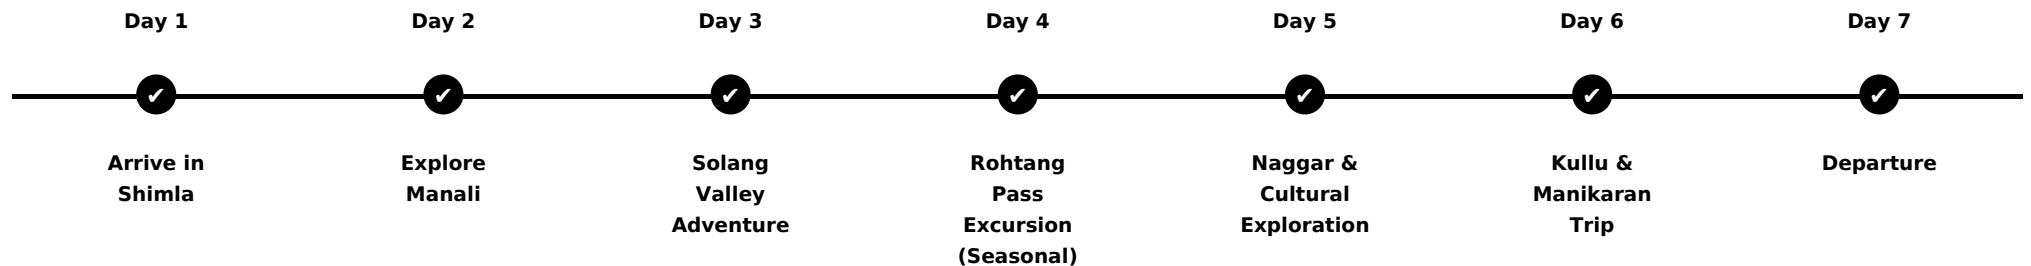 Day 1
Day 2
Day 3
Day 4
Day 5
Day 6
Day 7
✔
✔
✔
✔
✔
✔
✔
Arrive in
Shimla
Explore
Manali
Solang
Valley
Adventure
Rohtang
Pass
Excursion
(Seasonal)
Naggar &
Cultural
Exploration
Kullu &
Manikaran
Trip
Departure